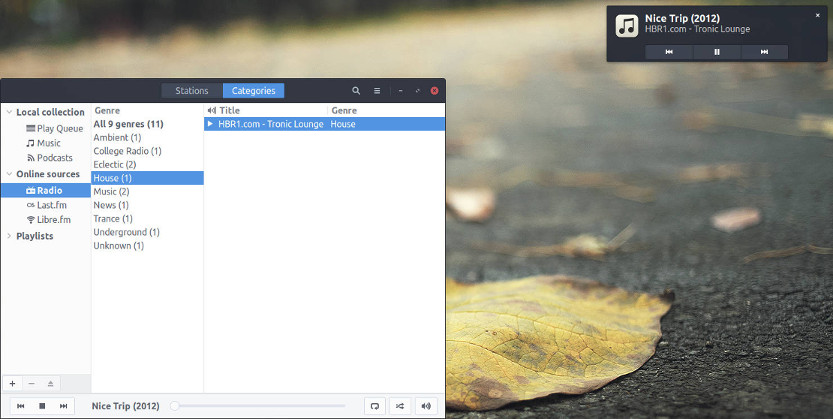 Nice Trip (2012)
HBR1.com - Tronic Lounge
Stations
Categories
Local collection
Play Queue
Music
Podcasts
Online sources
Radio
Last.fm
Libre.fm
Playlists
Genre
All 9 genres (11)
Ambient (1)
College Radio (1)
Eclectic (2)
House (1)
Music (2)
News (1)
Trance (1)
Underground (1)
Unknown (1)
Title Genre
HBR1.com - Tronic Lounge House
Nice Trip (2012)